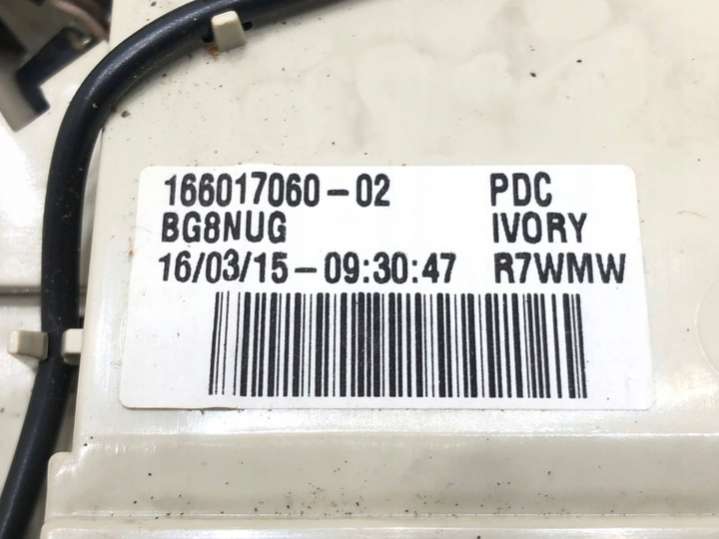 166017060-02 PDC
BG8NUG IVORY
16/03/15-09:30:47 R7WMW